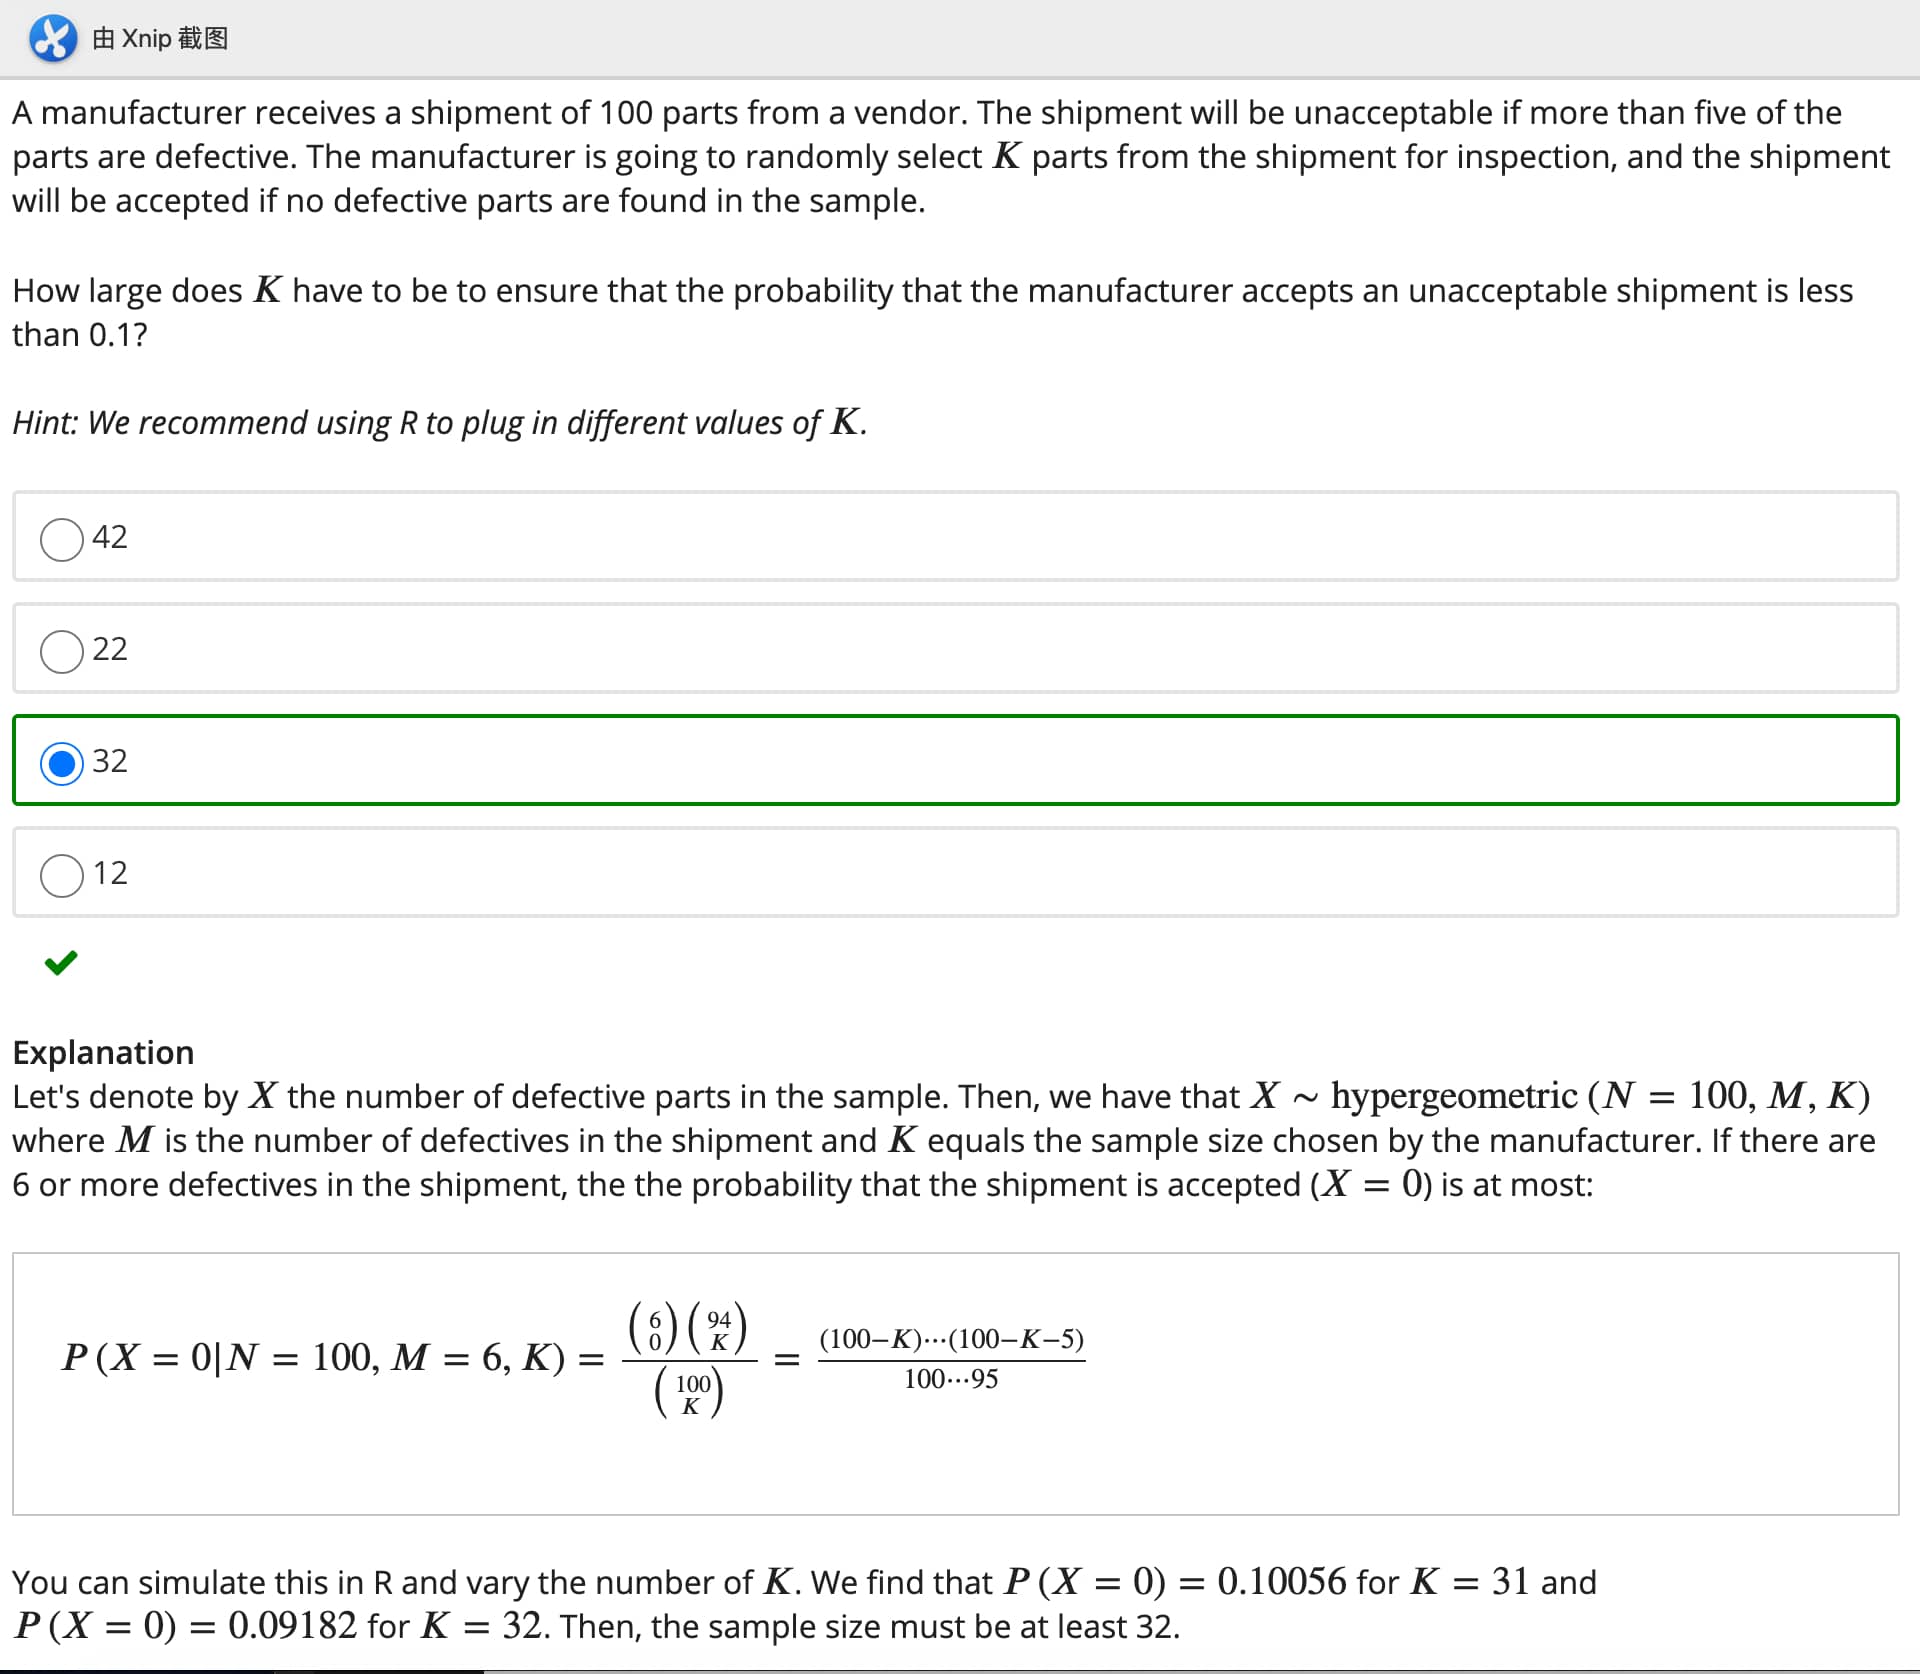 由 Xnip 截图
A manufacturer receives a shipment of 100 parts from a vendor. The shipment will be unacceptable if more than five of the
parts are defective. The manufacturer is going to randomly select K parts from the shipment for inspection, and the shipment
will be accepted if no defective parts are found in the sample.
How large does K have to be to ensure that the probability that the manufacturer accepts an unacceptable shipment is less
than 0.1?
Hint: We recommend using R to plug in different values of K.
42
22
32
12
Explanation
Let's denote by X the number of defective parts in the sample. Then, we have that X ∼ hypergeometric (N = 100, M, K)
where M is the number of defectives in the shipment and K equals the sample size chosen by the manufacturer. If there are
6 or more defectives in the shipment, the the probability that the shipment is accepted (X = 0) is at most:
P (X = 0|N = 100, M = 6, K) = \frac{\binom{6}{0}\binom{94}{K}}{\binom{100}{K}} = \frac{(100−K)⋯(100−K−5)}{100⋯95}
You can simulate this in R and vary the number of K. We find that P (X = 0) = 0.10056 for K = 31 and
P (X = 0) = 0.09182 for K = 32. Then, the sample size must be at least 32.